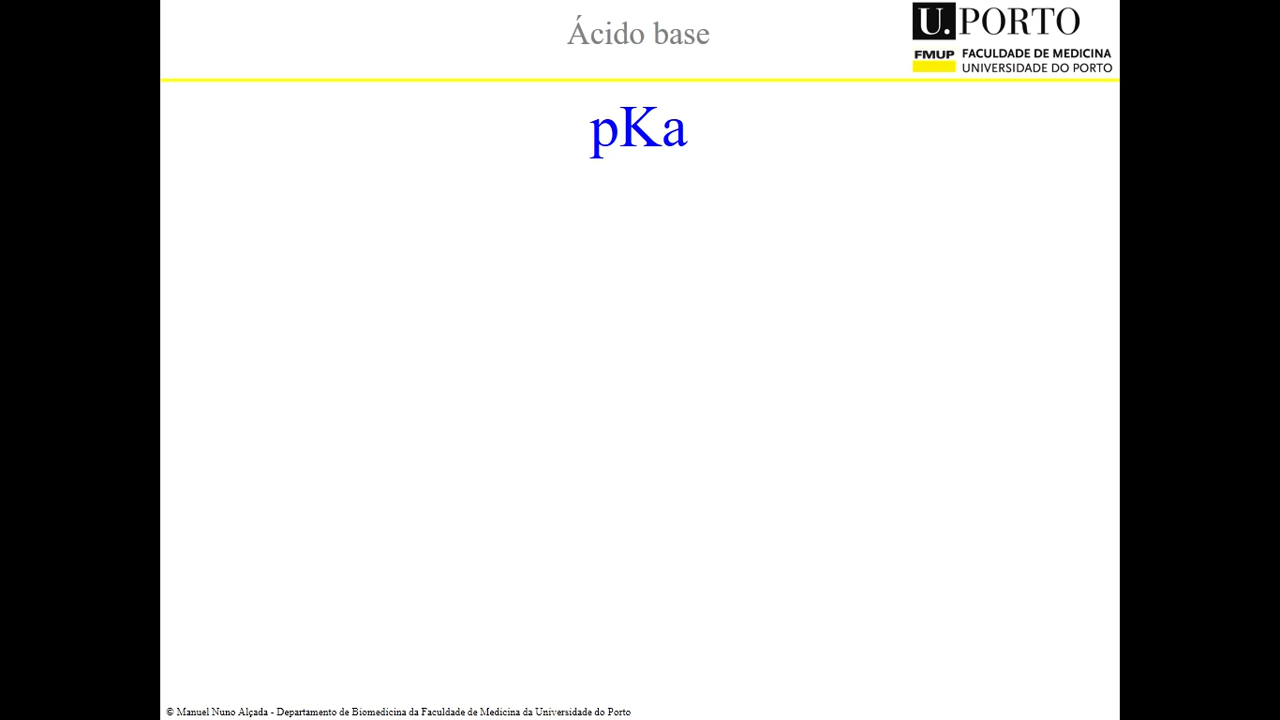 Ácido base
U.PORTO
FMUP FACULDADE DE MEDICINA
UNIVERSIDADE DO PORTO
pKa
© Manuel Nuno Alçada - Departamento de Biomedicina da Faculdade de Medicina da Universidade do Porto